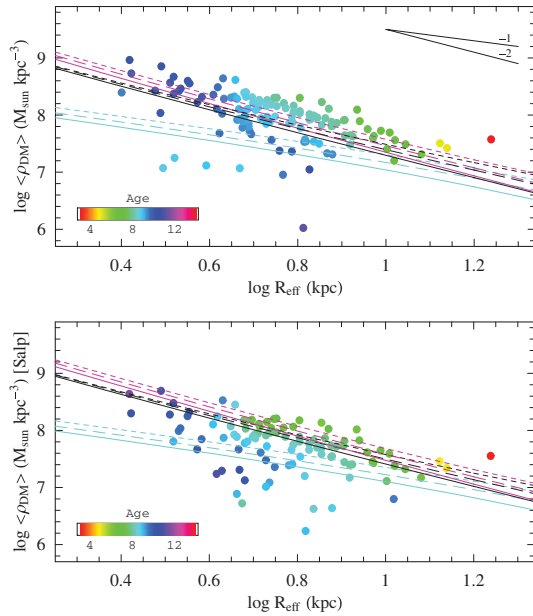 −1
−2
9
8
7
6
log <ρDM> (Msun kpc−3)
Age
4 8 12
0.4 0.6 0.8 1 1.2
log Reff (kpc)
9
8
7
6
log <ρDM> (Msun kpc−3) [Salp]
Age
4 8 12
0.4 0.6 0.8 1 1.2
log Reff (kpc)